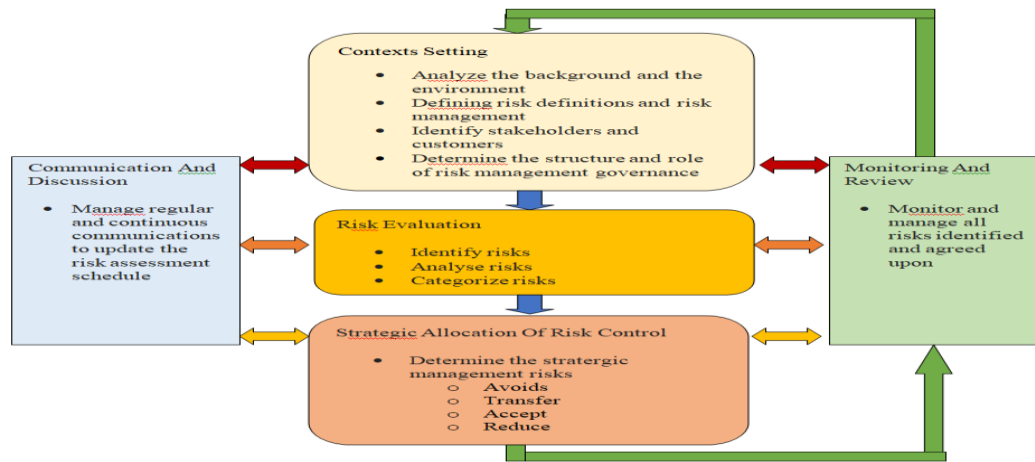 Contexts Setting
• Analyze the background and the
environment
• Defining risk definitions and risk
management
• Identify stakeholders and
customers
• Determine the structure and role
of risk management governance
Communication And
Discussion
• Manage regular
and continuous
communications
to update the
risk assessment
schedule
Risk Evaluation
• Identify risks
• Analyse risks
• Categorize risks
Strategic Allocation Of Risk Control
• Determine the stratergic
management risks
○ Avoids
○ Transfer
○ Accept
○ Reduce
Monitoring And
Review
• Monitor and
manage all
risks identified
and agreed
upon